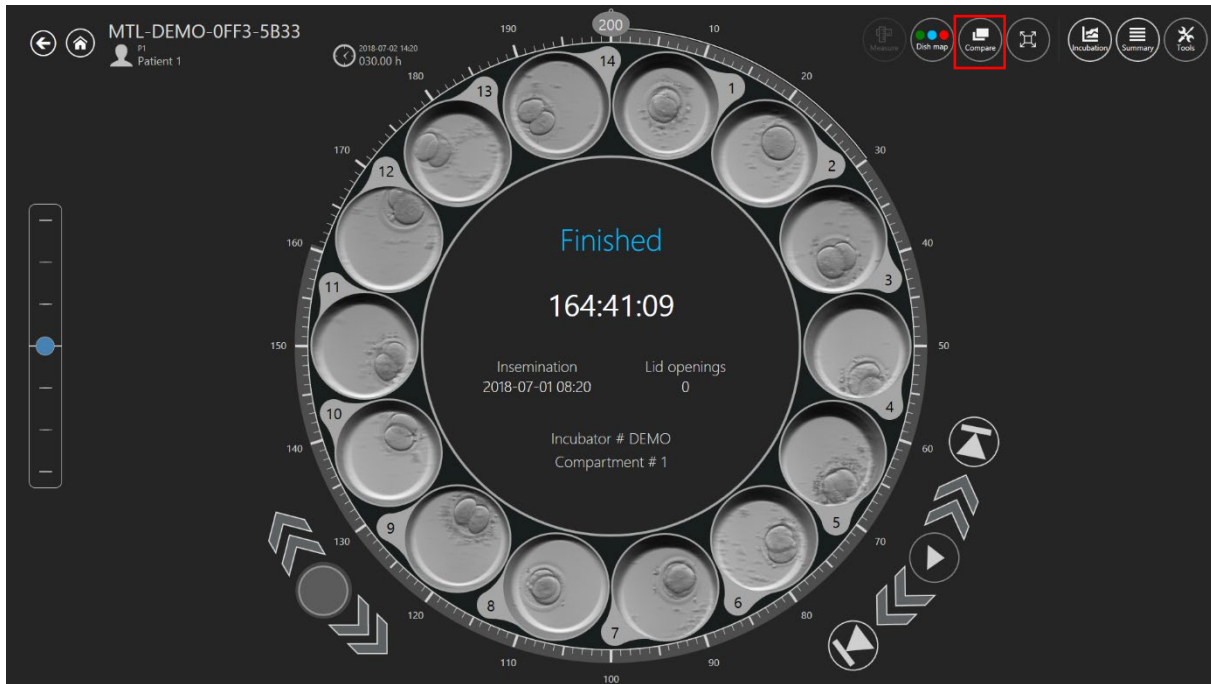 MTL-DEMO-0FF3-5B33
P1
Patient 1
2018-07-02 14:20
030.00 h
Measure
Dish map
Compare
Incubation
Summary
Tools
200
10
20
30
40
50
60
70
80
90
100
110
120
130
140
150
160
170
180
190
1
2
3
4
5
6
7
8
9
10
11
12
13
14
Finished
164:41:09
Insemination Lid openings
2018-07-01 08:20 0
Incubator # DEMO
Compartment # 1